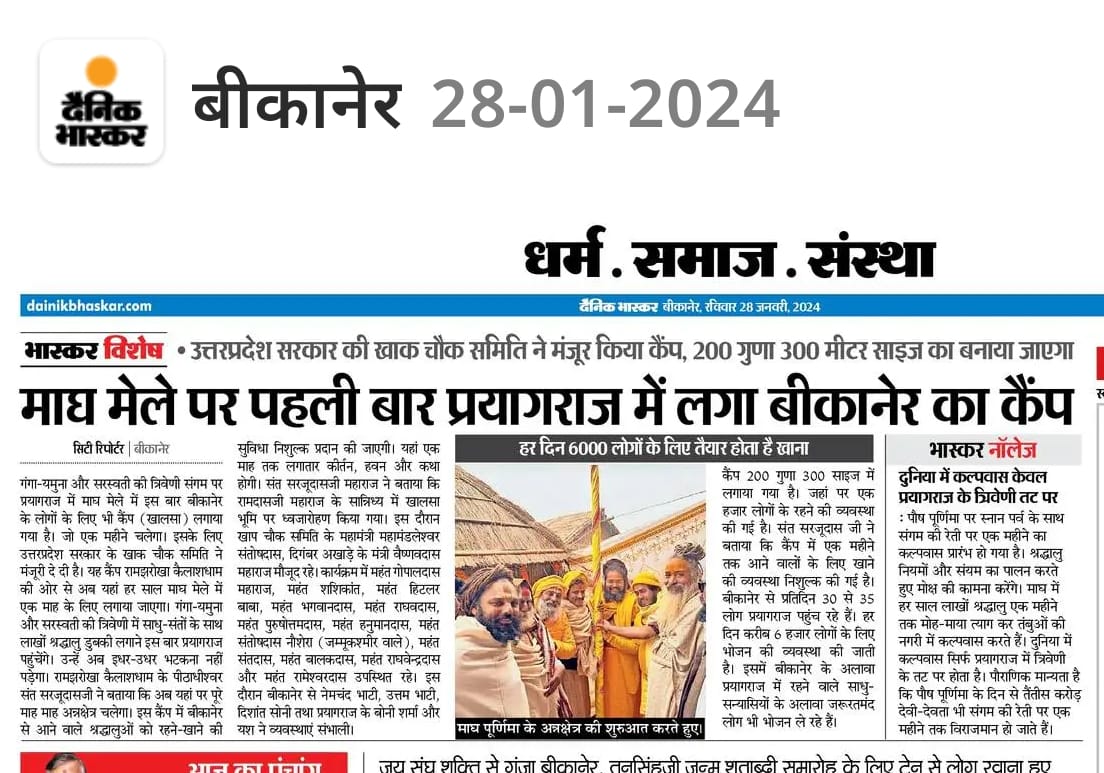 दैनिक
भास्कर
बीकानेर 28-01-2024
धर्म . समाज . संस्था
dainikbhaskar.com
दैनिक भास्कर बीकानेर, रविवार 28 जनवरी, 2024
भास्कर विशेष • उत्तरप्रदेश सरकार की खाक चौक समिति ने मंजूर किया कैंप, 200 गुणा 300 मीटर साइज का बनाया जाएगा
माघ मेले पर पहली बार प्रयागराज में लगा बीकानेर का कैंप
सिटी रिपोर्टर | बीकानेर
गंगा-यमुना और सरस्वती की त्रिवेणी संगम पर
प्रयागराज में माघ मेले में इस बार बीकानेर
के लोगों के लिए भी कैंप (खालसा) लगाया
गया है। जो एक महीने चलेगा। इसके लिए
उत्तरप्रदेश सरकार के खाक चौक समिति ने
मंजूरी दे दी है। यह कैंप रामझरोखा कैलाशधाम
की ओर से अब यहां हर साल माघ मेले में
एक माह के लिए लगाया जाएगा। गंगा-यमुना
और सरस्वती की त्रिवेणी में साधु-संतों के साथ
लाखों श्रद्धालु डुबकी लगाने इस बार प्रयागराज
पहुंचेंगे। उन्हें अब इधर-उधर भटकना नहीं
पड़ेगा। रामझरोखा कैलाशधाम के पीठाधीश्वर
संत सरजूदासजी ने बताया कि अब यहां पर पूरे
माह माह अन्नक्षेत्र चलेगा। इस कैंप में बीकानेर
से आने वाले श्रद्धालुओं को रहने-खाने की
सुविधा निशुल्क प्रदान की जाएगी। यहां एक
माह तक लगातार कीर्तन, हवन और कथा
होगी। संत सरजूदासजी महाराज ने बताया कि
रामदासजी महाराज के सान्निध्य में खालसा
भूमि पर ध्वजारोहण किया गया। इस दौरान
खाप चौक समिति के महामंत्री महामंडलेश्वर
संतोषदास, दिगंबर अखाड़े के मंत्री वैष्णवदास
महाराज मौजूद रहे। कार्यक्रम में महंत गोपालदास
महाराज, महंत शशिकांत, महंत हिटलर
बाबा, महंत भगवानदास, महंत राघवदास,
महंत पुरुषोत्तमदास, महंत हनुमानदास, महंत
संतोषदास नौशेरा (जम्मूकश्मीर वाले), महंत
संतदास, महंत बालकदास, महंत राघवेन्द्रदास
और महंत रामेश्वरदास उपस्थित रहे। इस
दौरान बीकानेर से नेमचंद भाटी, उत्तम भाटी,
दिशांत सोनी तथा प्रयागराज के बोनी शर्मा और
यश ने व्यवस्थाएं संभाली।
हर दिन 6000 लोगों के लिए तैयार होता है खाना
माघ पूर्णिमा के अन्नक्षेत्र की शुरुआत करते हुए।
कैंप 200 गुणा 300 साइज में
लगाया गया है। जहां पर एक
हजार लोगों के रहने की व्यवस्था
की गई है। संत सरजूदास जी ने
बताया कि कैंप में एक महीने
तक आने वालों के लिए खाने
की व्यवस्था निशुल्क की गई है।
बीकानेर से प्रतिदिन 30 से 35
लोग प्रयागराज पहुंच रहे हैं। हर
दिन करीब 6 हजार लोगों के लिए
भोजन की व्यवस्था की जाती
है। इसमें बीकानेर के अलावा
प्रयागराज में रहने वाले साधु-
सन्यासियों के अलावा जरूरतमंद
लोग भी भोजन ले रहे हैं।
भास्कर नॉलेज
दुनिया में कल्पवास केवल
प्रयागराज के त्रिवेणी तट पर
: पौष पूर्णिमा पर स्नान पर्व के साथ
संगम की रेती पर एक महीने का
कल्पवास प्रारंभ हो गया है। श्रद्धालु
नियमों और संयम का पालन करते
हुए मोक्ष की कामना करेंगे। माघ में
हर साल लाखों श्रद्धालु एक महीने
तक मोह-माया त्याग कर तंबुओं की
नगरी में कल्पवास करते हैं। दुनिया में
कल्पवास सिर्फ प्रयागराज में त्रिवेणी
के तट पर होता है। पौराणिक मान्यता है
कि पौष पूर्णिमा के दिन से तैंतीस करोड़
देवी-देवता भी संगम की रेती पर एक
महीने तक विराजमान हो जाते हैं।
आज का पंचांग
जय संघ शक्ति से गूंजा बीकानेर, तनसिंहजी जन्म शताब्दी समारोह के लिए ट्रेन से लोग रवाना हुए